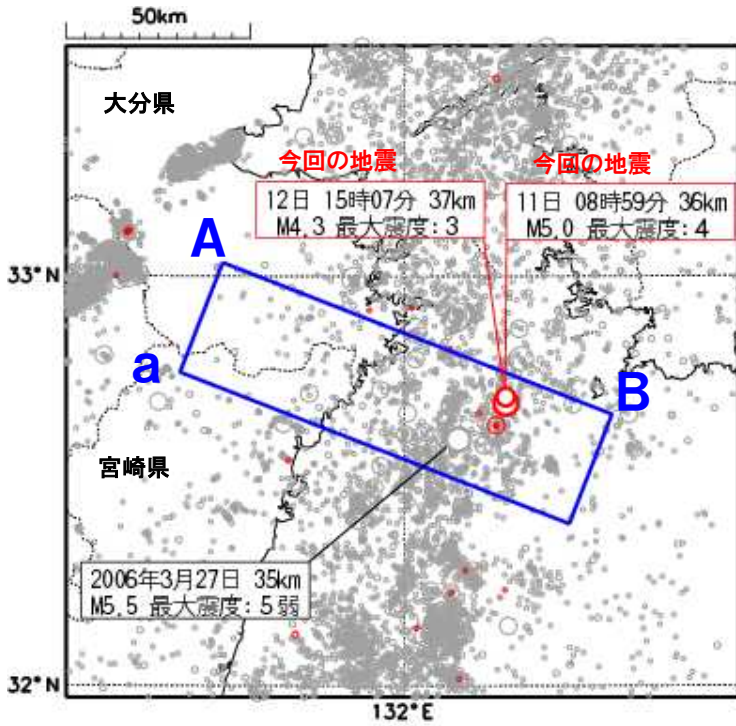 50km
大分県
今回の地震
今回の地震
12日 15時07分 37km
M4.3 最大震度:3
11日 08時59分 36km
M5.0 最大震度:4
A
33°N
a
B
宮崎県
2006年3月27日 35km
M5.5 最大震度:5弱
32°N
132°E